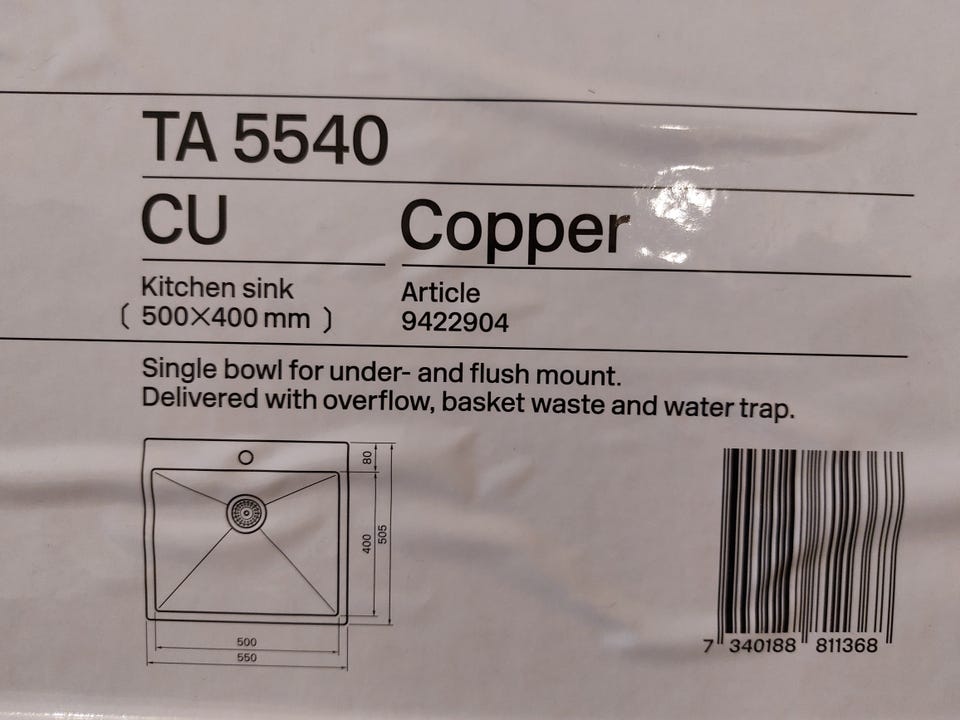 TA 5540
CU Copper
Kitchen sink
( 500×400 mm )
Article
9422904
Single bowl for under- and flush mount.
Delivered with overflow, basket waste and water trap.
80
400
505
500
550
7 340188 811368